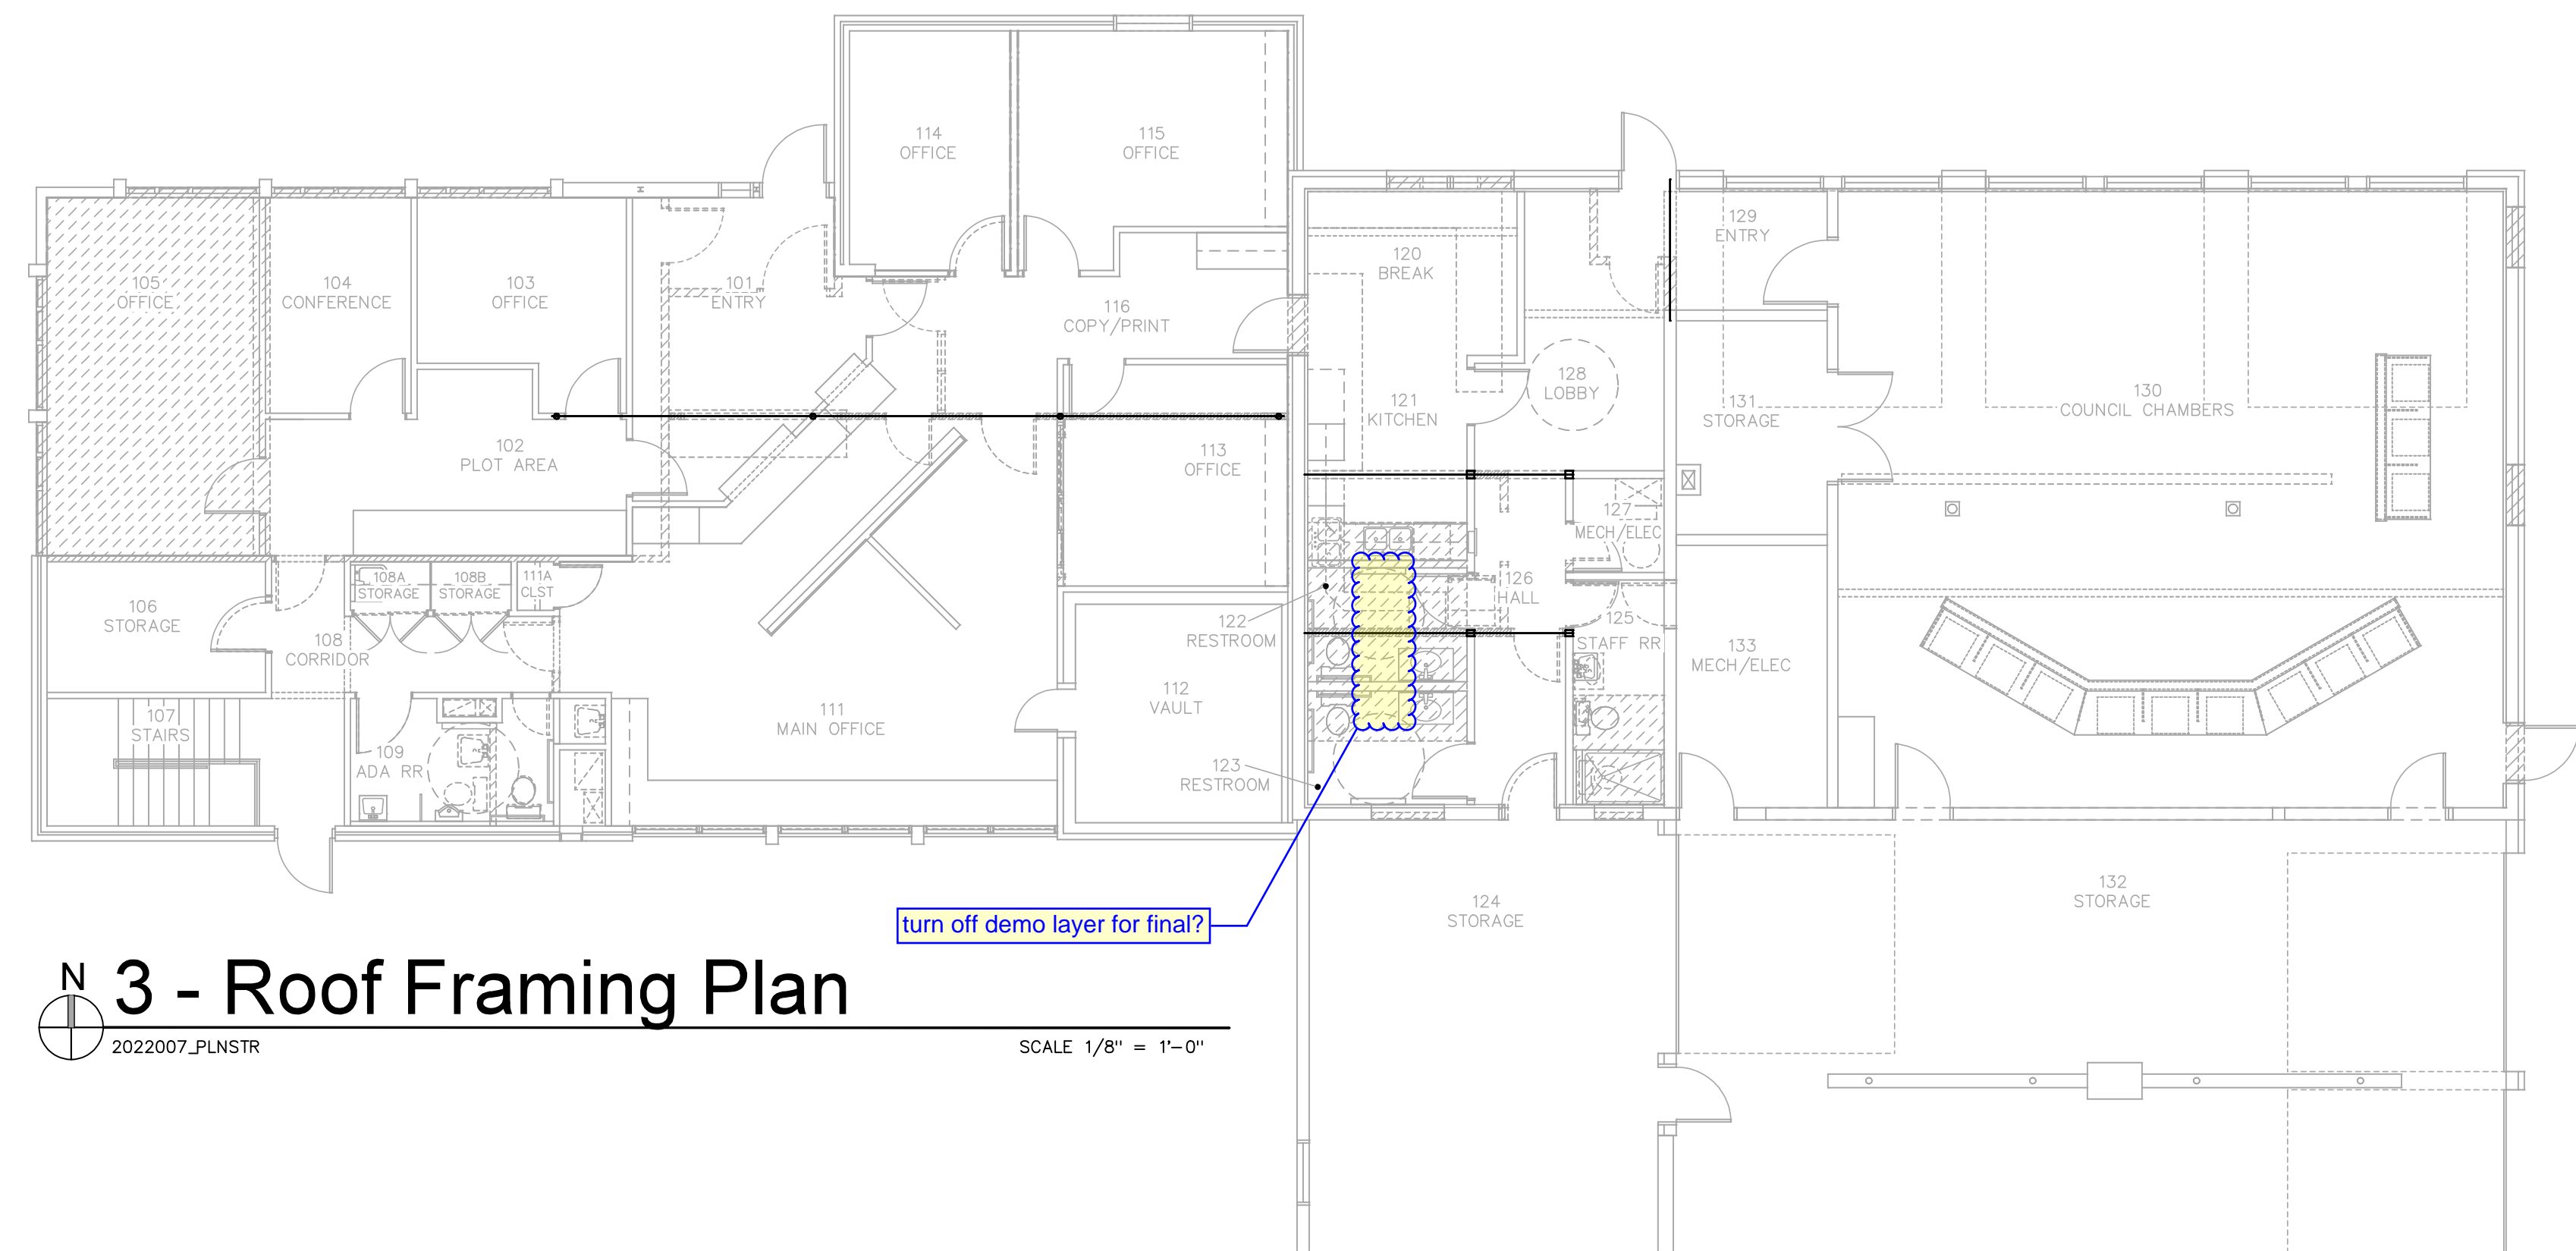 114
OFFICE
115
OFFICE
129
ENTRY
120
BREAK
105
OFFICE
104
CONFERENCE
103
OFFICE
101
ENTRY
116
COPY/PRINT
128
LOBBY
130
COUNCIL CHAMBERS
121
KITCHEN
131
STORAGE
102
PLOT AREA
113
OFFICE
127
MECH/ELEC
108A
STORAGE
108B
STORAGE
111A
CLST
126
HALL
106
STORAGE
122
RESTROOM
125
STAFF RR
108
CORRIDOR
133
MECH/ELEC
112
VAULT
107
STAIRS
111
MAIN OFFICE
109
ADA RR
123
RESTROOM
132
STORAGE
124
STORAGE
turn off demo layer for final?
N
3 - Roof Framing Plan
2022007_PLNSTR
SCALE 1/8" = 1'-0"